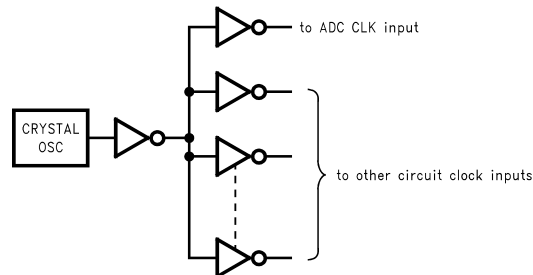 to ADC CLK input
CRYSTAL
OSC
to other circuit clock inputs